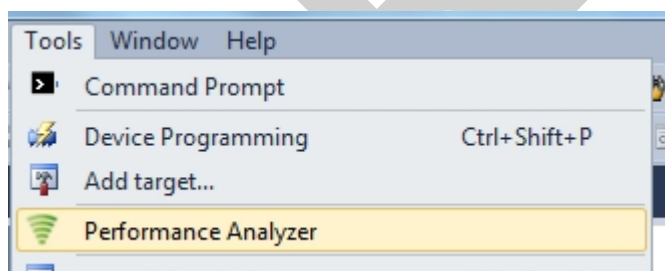 Tools Window Help
Command Prompt
Device Programming Ctrl+Shift+P
Add target...
Performance Analyzer